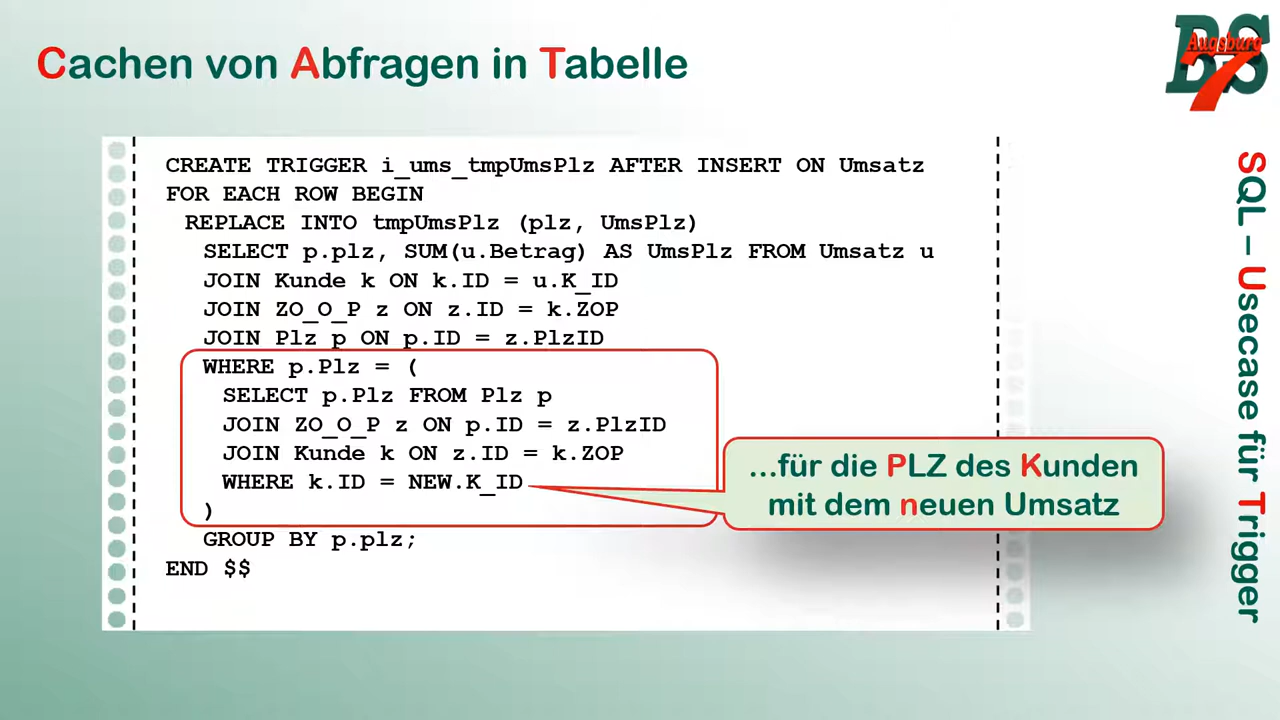 Cachen von Abfragen in Tabelle
BS
Augsburg
7
CREATE TRIGGER i_ums_tmpUmsPlz AFTER INSERT ON Umsatz
FOR EACH ROW BEGIN
REPLACE INTO tmpUmsPlz (plz, UmsPlz)
SELECT p.plz, SUM(u.Betrag) AS UmsPlz FROM Umsatz u
JOIN Kunde k ON k.ID = u.K_ID
JOIN ZO_O_P z ON z.ID = k.ZOP
JOIN Plz p ON p.ID = z.PlzID
WHERE p.Plz = (
SELECT p.Plz FROM Plz p
JOIN ZO_O_P z ON p.ID = z.PlzID
JOIN Kunde k ON z.ID = k.ZOP
WHERE k.ID = NEW.K_ID
)
GROUP BY p.plz;
END $$
...für die PLZ des Kunden
mit dem neuen Umsatz
SQL – Usecase für Trigger